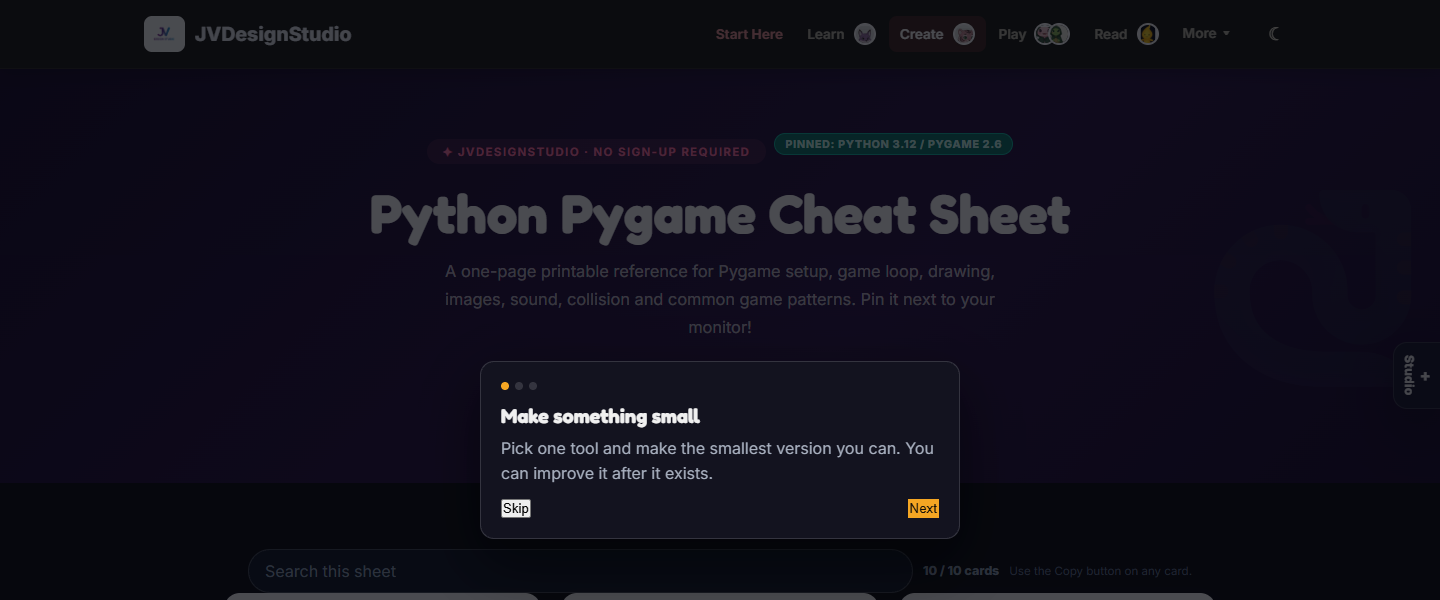 JV JVDesignStudio
Start Here Learn Create Play Read More
✦ JVDESIGNSTUDIO · NO SIGN-UP REQUIRED PINNED: PYTHON 3.12 / PYGAME 2.6
Python Pygame Cheat Sheet
A one-page printable reference for Pygame setup, game loop, drawing,
images, sound, collision and common game patterns. Pin it next to your
monitor!
Studio
Make something small
Pick one tool and make the smallest version you can. You
can improve it after it exists.
Skip Next
Search this sheet 10 / 10 cards Use the Copy button on any card.